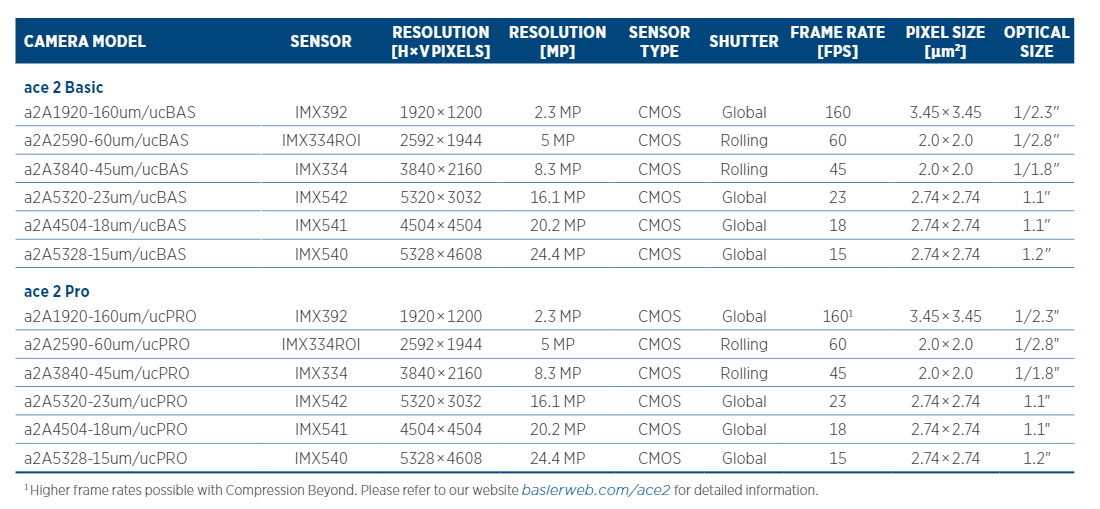 CAMERA MODEL SENSOR RESOLUTION [H×V PIXELS] RESOLUTION [MP] SENSOR TYPE SHUTTER FRAME RATE [FPS] PIXEL SIZE [µm²] OPTICAL SIZE
ace 2 Basic
a2A1920-160um/ucBAS IMX392 1920×1200 2.3 MP CMOS Global 160 3.45×3.45 1/2.3″
a2A2590-60um/ucBAS IMX334ROI 2592×1944 5 MP CMOS Rolling 60 2.0×2.0 1/2.8″
a2A3840-45um/ucBAS IMX334 3840×2160 8.3 MP CMOS Rolling 45 2.0×2.0 1/1.8″
a2A5320-23um/ucBAS IMX542 5320×3032 16.1 MP CMOS Global 23 2.74×2.74 1.1″
a2A4504-18um/ucBAS IMX541 4504×4504 20.2 MP CMOS Global 18 2.74×2.74 1.1″
a2A5328-15um/ucBAS IMX540 5328×4608 24.4 MP CMOS Global 15 2.74×2.74 1.2″
ace 2 Pro
a2A1920-160um/ucPRO IMX392 1920×1200 2.3 MP CMOS Global 160¹ 3.45×3.45 1/2.3″
a2A2590-60um/ucPRO IMX334ROI 2592×1944 5 MP CMOS Rolling 60 2.0×2.0 1/2.8″
a2A3840-45um/ucPRO IMX334 3840×2160 8.3 MP CMOS Rolling 45 2.0×2.0 1/1.8″
a2A5320-23um/ucPRO IMX542 5320×3032 16.1 MP CMOS Global 23 2.74×2.74 1.1″
a2A4504-18um/ucPRO IMX541 4504×4504 20.2 MP CMOS Global 18 2.74×2.74 1.1″
a2A5328-15um/ucPRO IMX540 5328×4608 24.4 MP CMOS Global 15 2.74×2.74 1.2″
¹ Higher frame rates possible with Compression Beyond. Please refer to our website baslerweb.com/ace2 for detailed information.